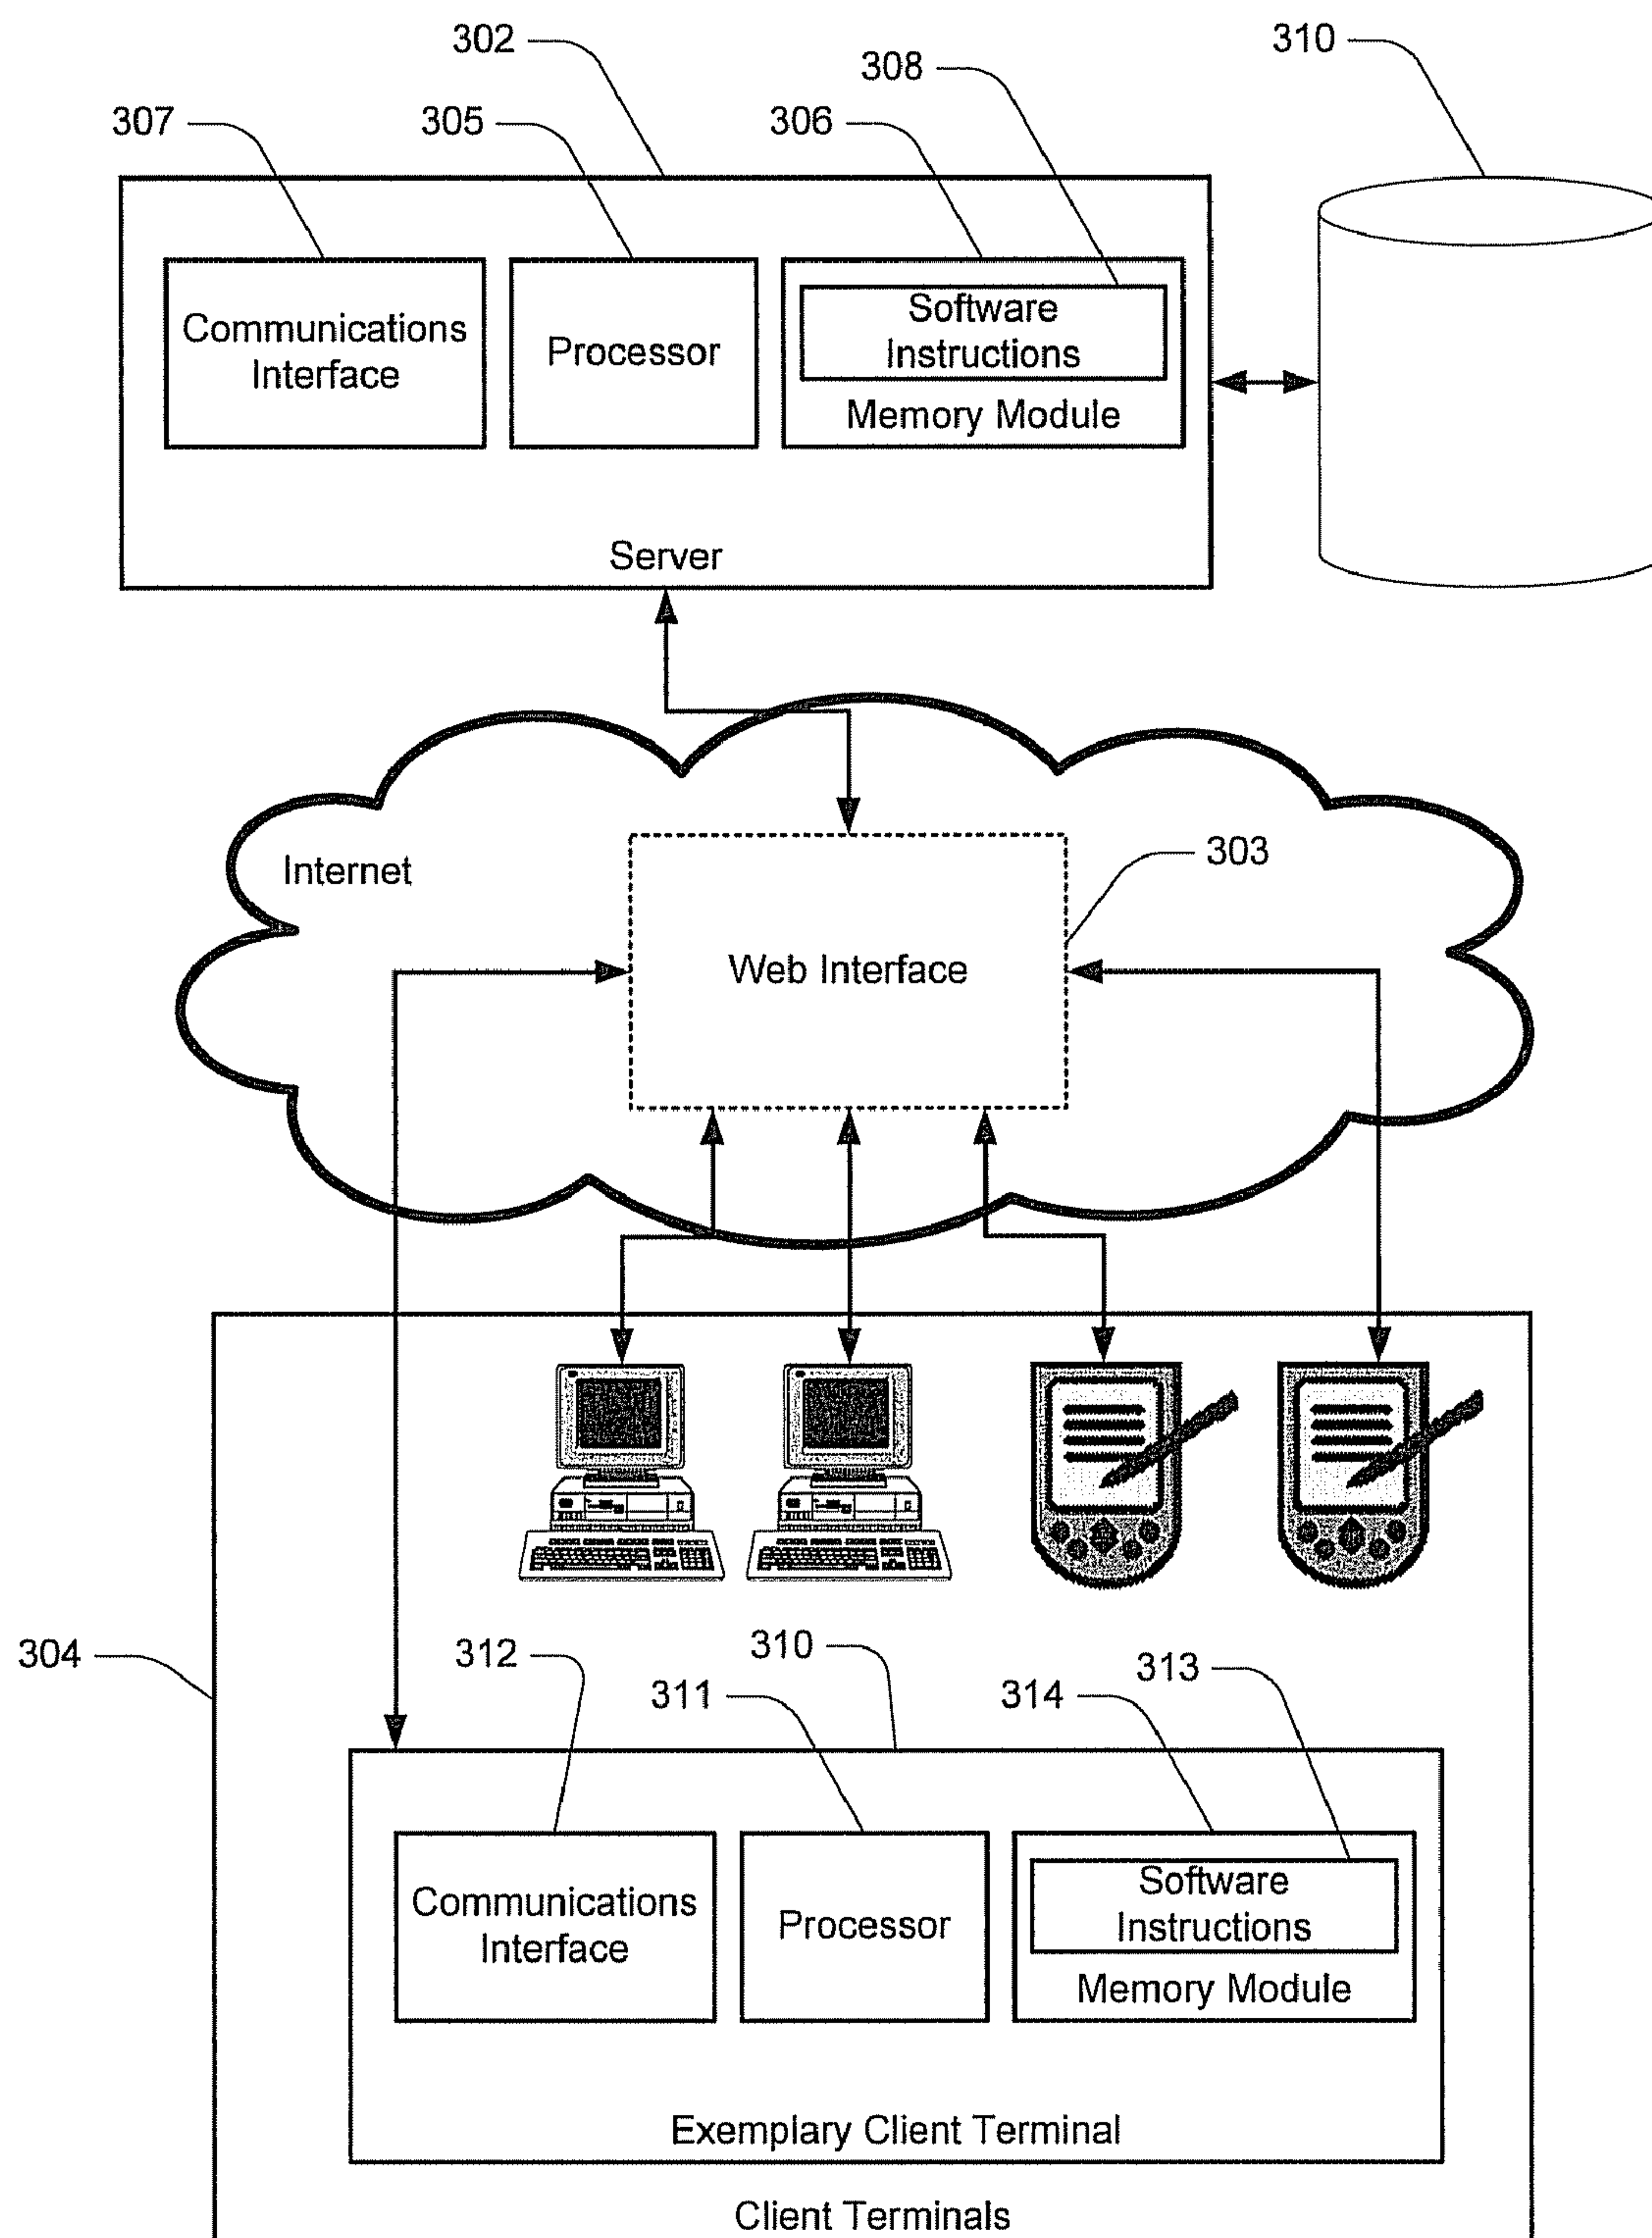 302
310
308
307
305
306
Communications
Interface
Processor
Software
Instructions
Memory Module
Server
Internet
303
Web Interface
304
312
310
313
311
314
Communications
Interface
Processor
Software
Instructions
Memory Module
Exemplary Client Terminal
Client Terminals